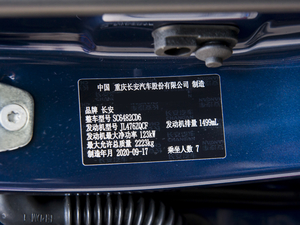 中国 重庆长安汽车股份有限公司 制造
品牌 长安
整车型号 SC6482CD6
发动机型号 JL476ZQCF 发动机排量 1499mL
发动机最大净功率 123kW
最大允许总质量 2223kg
制造年月 2020-09-17 乘坐人数 7